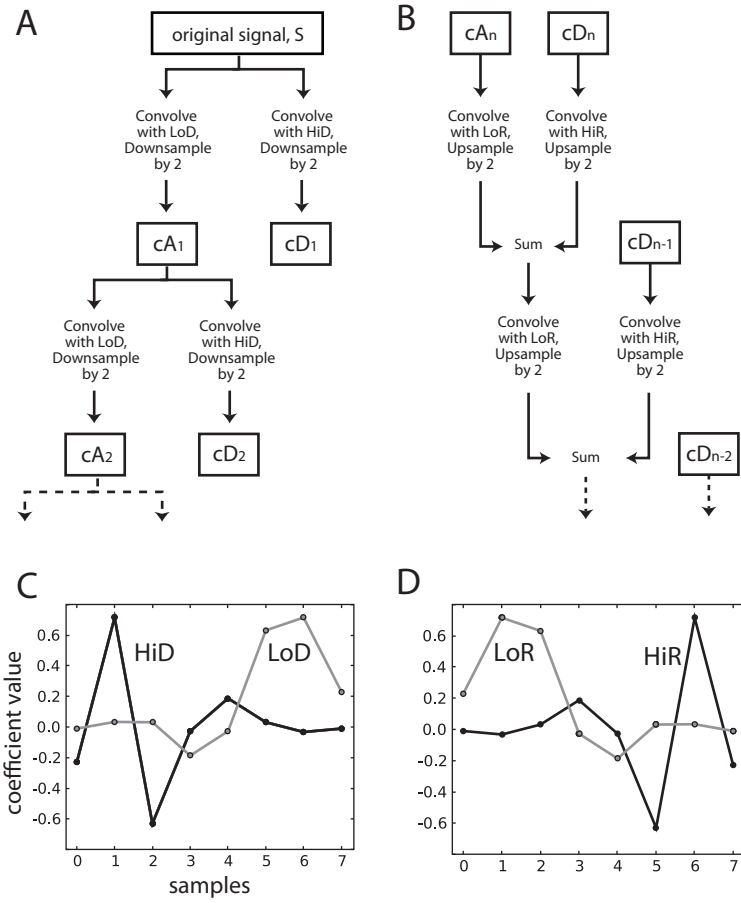 A
original signal, S
Convolve
with LoD,
Downsample
by 2
Convolve
with HiD,
Downsample
by 2
cA1
cD1
Convolve
with LoD,
Downsample
by 2
Convolve
with HiD,
Downsample
by 2
cA2
cD2
B
cAn
cDn
Convolve
with LoR,
Upsample
by 2
Convolve
with HiR,
Upsample
by 2
Sum
cDn-1
Convolve
with LoR,
Upsample
by 2
Convolve
with HiR,
Upsample
by 2
Sum
cDn-2
C
coefficient value
0.6
0.4
0.2
0.0
-0.2
-0.4
-0.6
HiD
LoD
0 1 2 3 4 5 6 7
samples
D
0.6
0.4
0.2
0.0
-0.2
-0.4
-0.6
LoR
HiR
0 1 2 3 4 5 6 7